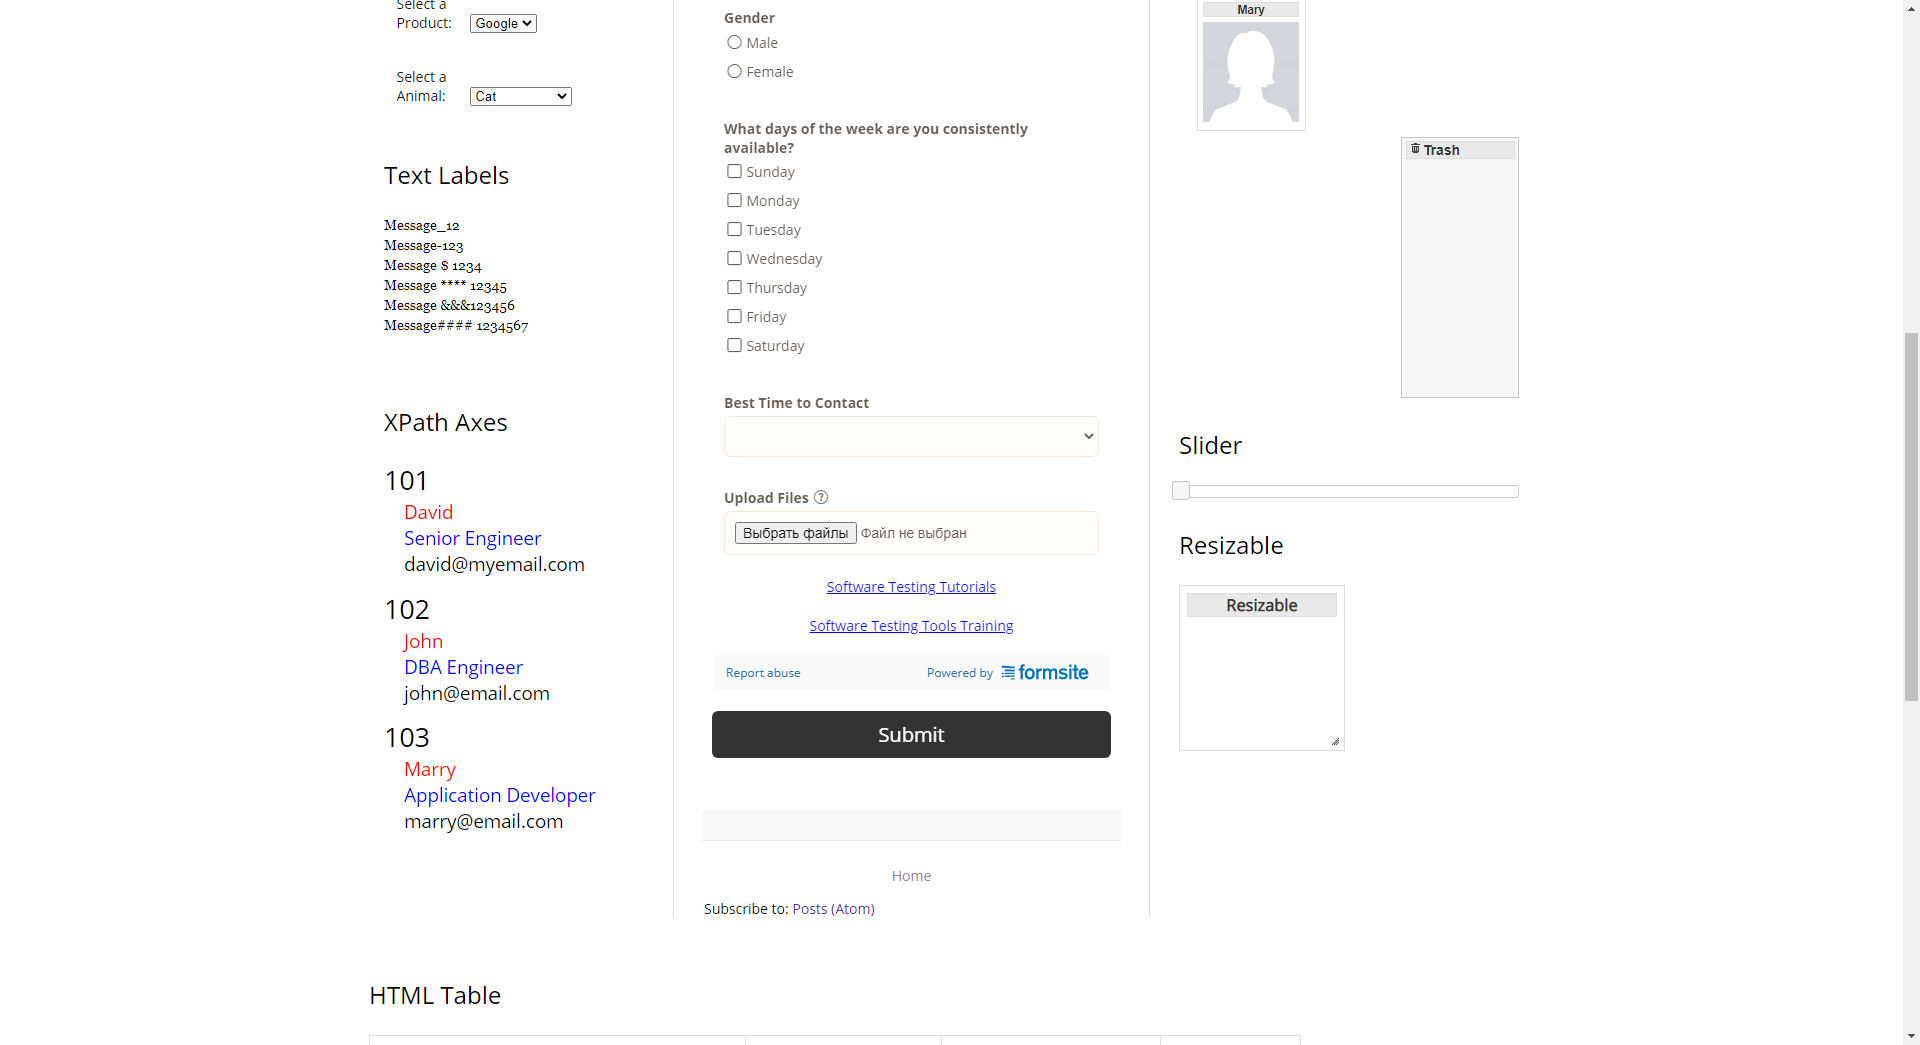 Select a
Product:
Google
Select a
Animal:
Cat
Text Labels
Message_12
Message-123
Message $ 1234
Message **** 12345
Message &&&123456
Message#### 1234567
XPath Axes
101
David
Senior Engineer
david@myemail.com
102
John
DBA Engineer
john@email.com
103
Marry
Application Developer
marry@email.com
Gender
Male
Female
What days of the week are you consistently
available?
Sunday
Monday
Tuesday
Wednesday
Thursday
Friday
Saturday
Best Time to Contact
Upload Files ?
Выбрать файлы Файл не выбран
Software Testing Tutorials
Software Testing Tools Training
Report abuse
Powered by formsite
Submit
Home
Subscribe to: Posts (Atom)
Mary
Trash
Slider
Resizable
Resizable
HTML Table